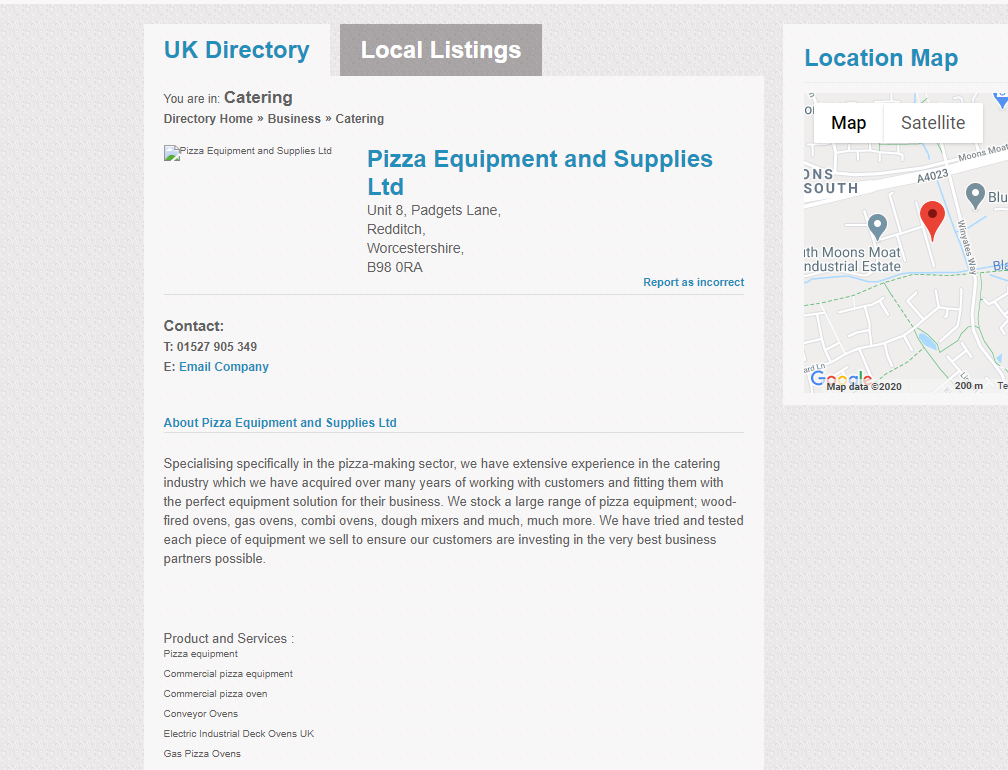 UK Directory
Local Listings
You are in: Catering
Directory Home » Business » Catering
Pizza Equipment and Supplies Ltd
Pizza Equipment and Supplies
Ltd
Unit 8, Padgets Lane,
Redditch,
Worcestershire,
B98 0RA
Report as incorrect
Contact:
T: 01527 905 349
E: Email Company
About Pizza Equipment and Supplies Ltd
Specialising specifically in the pizza-making sector, we have extensive experience in the catering
industry which we have acquired over many years of working with customers and fitting them with
the perfect equipment solution for their business. We stock a large range of pizza equipment; wood-
fired ovens, gas ovens, combi ovens, dough mixers and much, much more. We have tried and tested
each piece of equipment we sell to ensure our customers are investing in the very best business
partners possible.
Product and Services :
Pizza equipment
Commercial pizza equipment
Commercial pizza oven
Conveyor Ovens
Electric Industrial Deck Ovens UK
Gas Pizza Ovens
Location Map
Map
Satellite
Moons Moat
A4023
ONS
SOUTH
Blu
Winyates Way
uth Moons Moat
ndustrial Estate
Bla
ard Ln
Google
Map data ©2020
200 m
Te